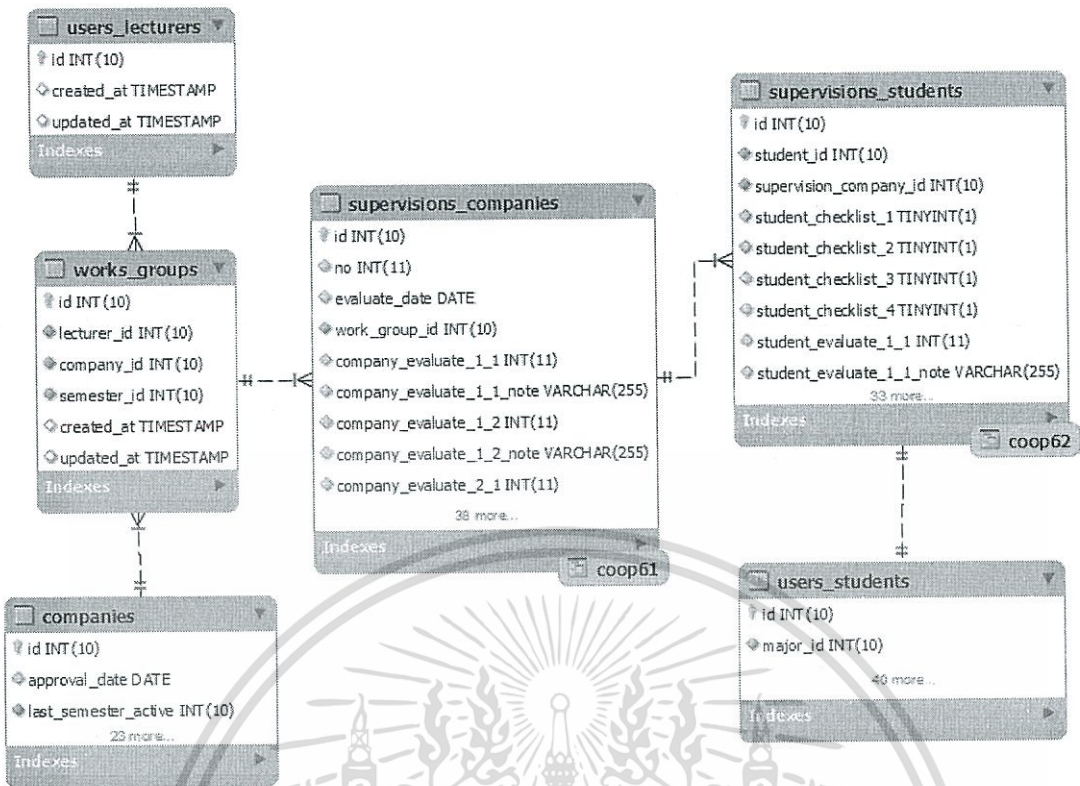 users_lecturers
id INT(10)
created_at TIMESTAMP
updated_at TIMESTAMP
Indexes
works_groups
id INT(10)
lecturer_id INT(10)
company_id INT(10)
semester_id INT(10)
created_at TIMESTAMP
updated_at TIMESTAMP
Indexes
companies
id INT(10)
approval_date DATE
last_semester_active INT(10)
23 more...
Indexes
supervisions_companies
id INT(10)
no INT(11)
evaluate_date DATE
work_group_id INT(10)
company_evaluate_1_1 INT(11)
company_evaluate_1_1_note VARCHAR(255)
company_evaluate_1_2 INT(11)
company_evaluate_1_2_note VARCHAR(255)
company_evaluate_2_1 INT(11)
38 more...
Indexes
coop61
supervisions_students
id INT(10)
student_id INT(10)
supervision_company_id INT(10)
student_checklist_1 TINYINT(1)
student_checklist_2 TINYINT(1)
student_checklist_3 TINYINT(1)
student_checklist_4 TINYINT(1)
student_evaluate_1_1 INT(11)
student_evaluate_1_1_note VARCHAR(255)
33 more...
Indexes
coop62
users_students
id INT(10)
major_id INT(10)
40 more...
Indexes